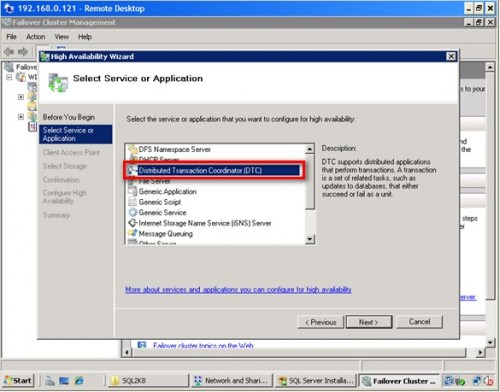 192.168.0.121 - Remote Desktop
Failover Cluster Management
File Action View Help
Failover
WI
High Availability Wizard
Select Service or Application
Before You Begin
Select Service or
Application
Client Access Point
Select Storage
Confirmation
Configure High
Availability
Summary
Select the service or application that you want to configure for high availability.
DFS Namespace Server
DHCP Server
Distributed Transaction Coordinator (DTC)
File Server
Generic Application
Generic Script
Generic Service
Internet Storage Name Service (iSNS) Server
Message Queuing
Other Server
Description:
DTC supports distributed applications
that perform transactions. A transaction
is a set of related tasks, such as
updates to databases, that either
succeed or fail as a unit.
More about services and applications you can configure for high availability
< Previous
Next >
Cancel
s to your
steps
erver.
Failover cluster topics on the Web
Start
SQL2K8
Network and Shari...
SQL Server Installa...
Failover Cluster ...